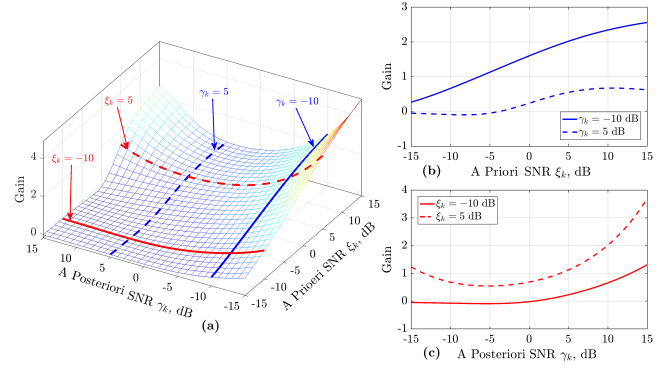 ξk = 5
γk = 5
γk = −10
ξk = −10
Gain
4
2
0
15
10
5
0
-5
-10
-15
A Posteriori SNR γk, dB
-15
-10
-5
0
5
10
15
A Prioeri SNR ξk, dB
(a)
3
2
1
0
-1
Gain
γk = −10 dB
γk = 5 dB
-15 -10 -5 0 5 10 15
(b) A Priori SNR ξk, dB
4
3
2
1
0
-1
Gain
ξk = −10 dB
ξk = 5 dB
-15 -10 -5 0 5 10 15
(c) A Posteriori SNR γk, dB